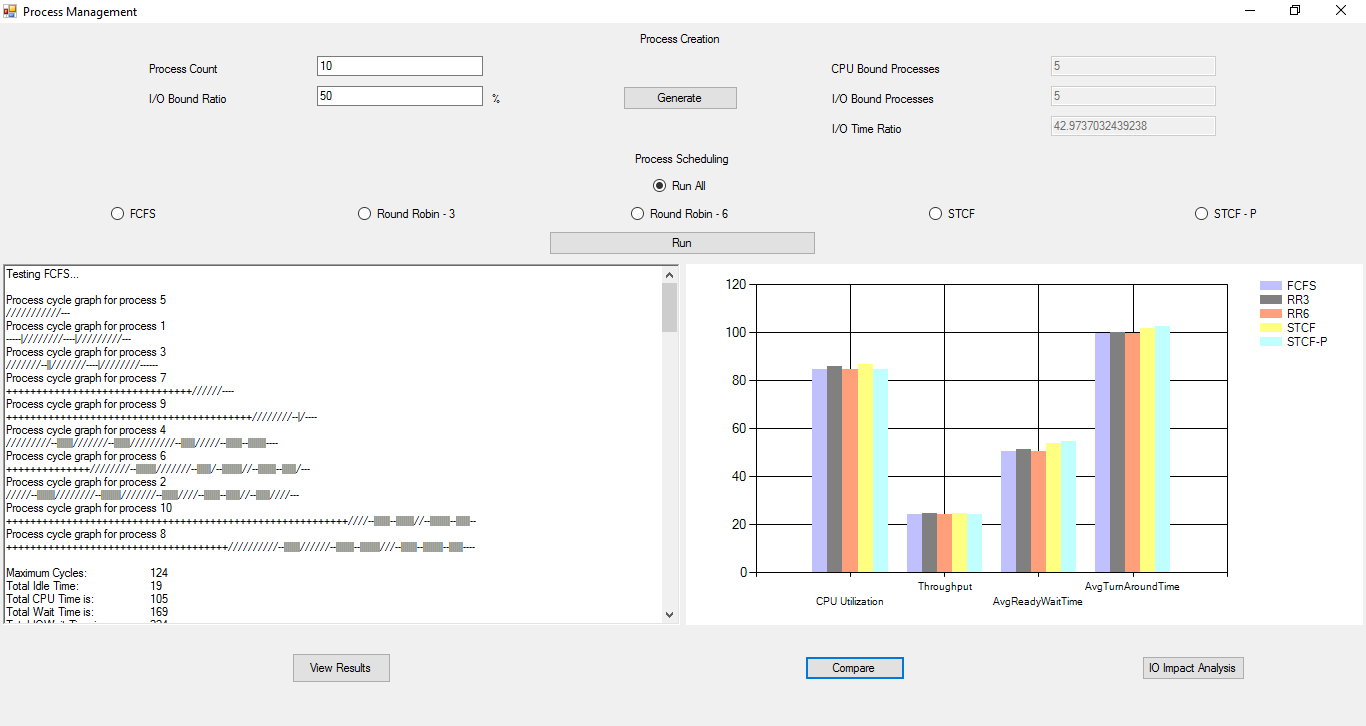 Process Management
Process Creation
Process Count
10
CPU Bound Processes
5
I/O Bound Ratio
50
%
Generate
I/O Bound Processes
5
I/O Time Ratio
42.9737032439238
Process Scheduling
Run All
FCFS
Round Robin - 3
Round Robin - 6
STCF
STCF - P
Run
Testing FCFS...
Process cycle graph for process 5
Process cycle graph for process 1
Process cycle graph for process 3
Process cycle graph for process 7
Process cycle graph for process 9
Process cycle graph for process 4
Process cycle graph for process 6
Process cycle graph for process 2
Process cycle graph for process 10
Process cycle graph for process 8
Maximum Cycles: 124
Total Idle Time: 19
Total CPU Time is: 105
Total Wait Time is: 169
120
100
80
60
40
20
0
CPU Utilization
Throughput
AvgReadyWaitTime
AvgTurnAroundTime
FCFS
RR3
RR6
STCF
STCF-P
View Results
Compare
IO Impact Analysis